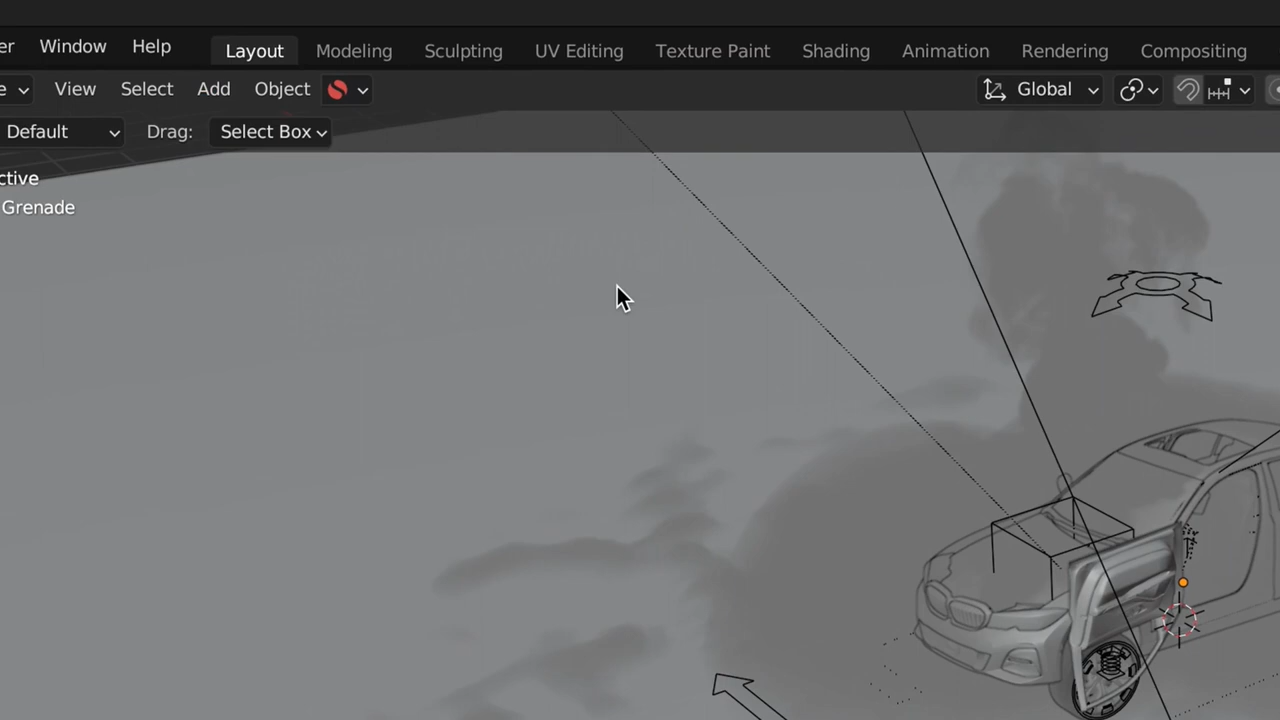 er Window Help Layout Modeling Sculpting UV Editing Texture Paint Shading Animation Rendering Compositing
e View Select Add Object Global
Default Drag: Select Box
ctive
Grenade